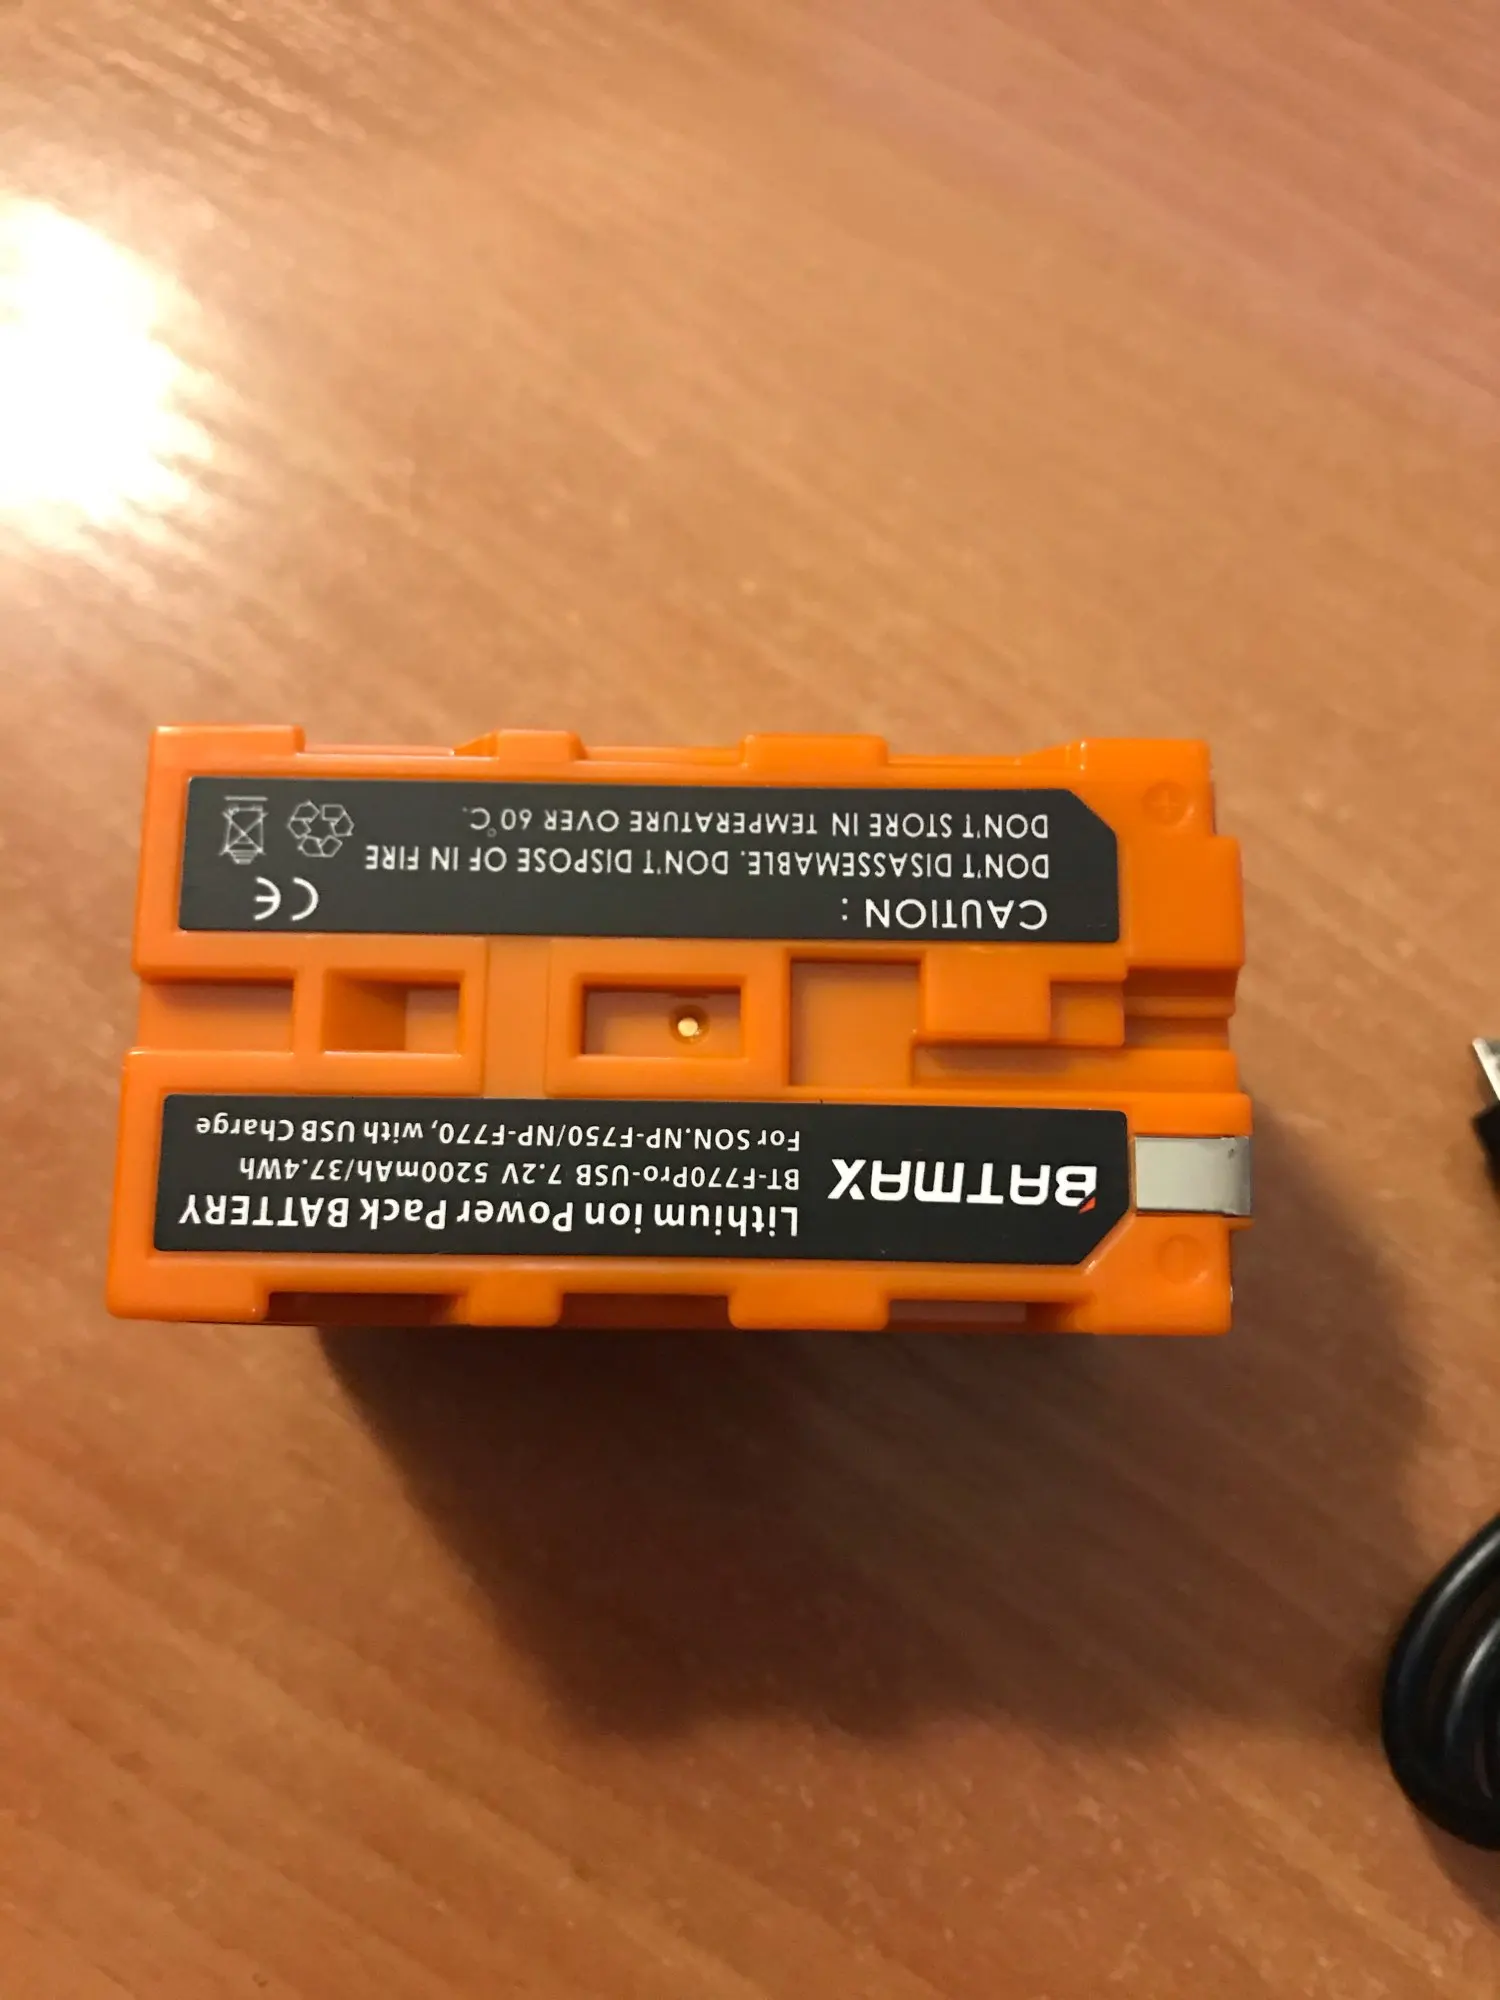 BATMAX
Lithium ion Power Pack BATTERY
BT-F770Pro-USB 7.2V 5200mAh/37.4Wh
For SON.NP-F750/NP-F770, with USB Charge
CAUTION :
DON'T DISASSEMABLE. DON'T DISPOSE OF IN FIRE
DON'T STORE IN TEMPERATURE OVER 60°C.
CE